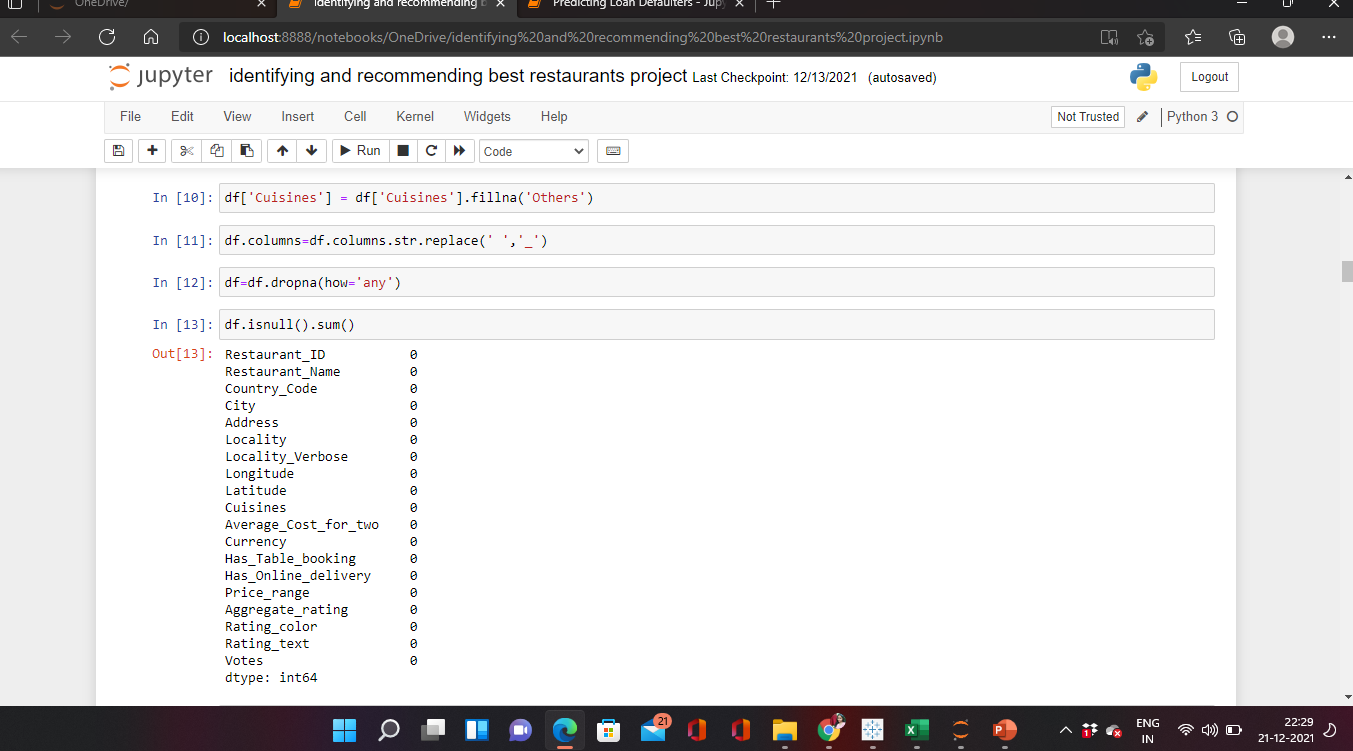 OneDrive/
identifying and recommending b
Predicting Loan Defaulters - Jup
localhost:8888/notebooks/OneDrive/identifying%20and%20recommending%20best%20restaurants%20project.ipynb
jupyter identifying and recommending best restaurants project Last Checkpoint: 12/13/2021 (autosaved)
Logout
File Edit View Insert Cell Kernel Widgets Help
Not Trusted Python 3
Run Code
In [10]: df['Cuisines'] = df['Cuisines'].fillna('Others')
In [11]: df.columns=df.columns.str.replace(' ','_')
In [12]: df=df.dropna(how='any')
In [13]: df.isnull().sum()
Out[13]: Restaurant_ID 0
Restaurant_Name 0
Country_Code 0
City 0
Address 0
Locality 0
Locality_Verbose 0
Longitude 0
Latitude 0
Cuisines 0
Average_Cost_for_two 0
Currency 0
Has_Table_booking 0
Has_Online_delivery 0
Price_range 0
Aggregate_rating 0
Rating_color 0
Rating_text 0
Votes 0
dtype: int64
21
1
ENG
IN
22:29
21-12-2021